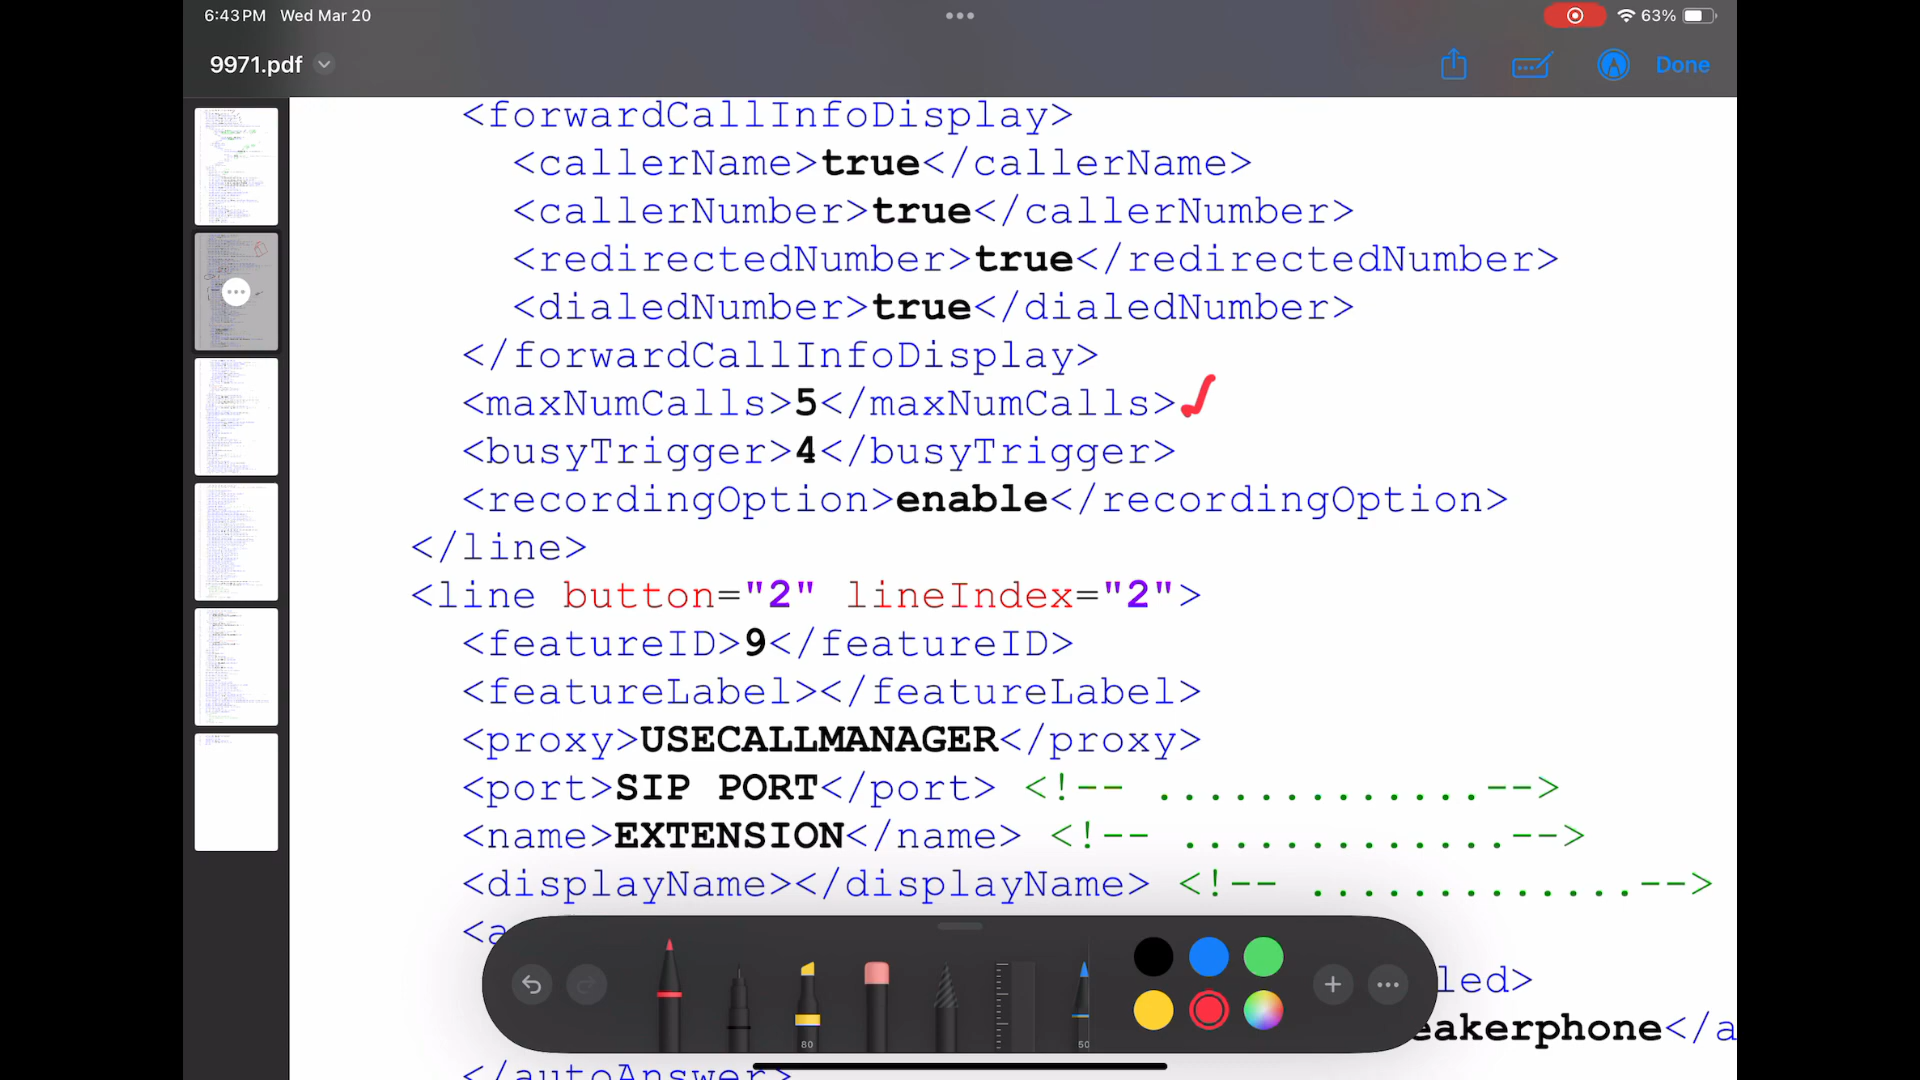 6:43 PM Wed Mar 20
63%
9971.pdf
Done
<forwardCallInfoDisplay>
<callerName>true</callerName>
<callerNumber>true</callerNumber>
<redirectedNumber>true</redirectedNumber>
<dialedNumber>true</dialedNumber>
</forwardCallInfoDisplay>
<maxNumCalls>5</maxNumCalls>
<busyTrigger>4</busyTrigger>
<recordingOption>enable</recordingOption>
</line>
<line button="2" lineIndex="2">
<featureID>9</featureID>
<featureLabel></featureLabel>
<proxy>USECALLMANAGER</proxy>
<port>SIP PORT</port> <!-- .............-->
<name>EXTENSION</name> <!-- .............-->
<displayName></displayName> <!-- .............-->
<a
led>
eakerphone</a
</autoAnswer>
80
50